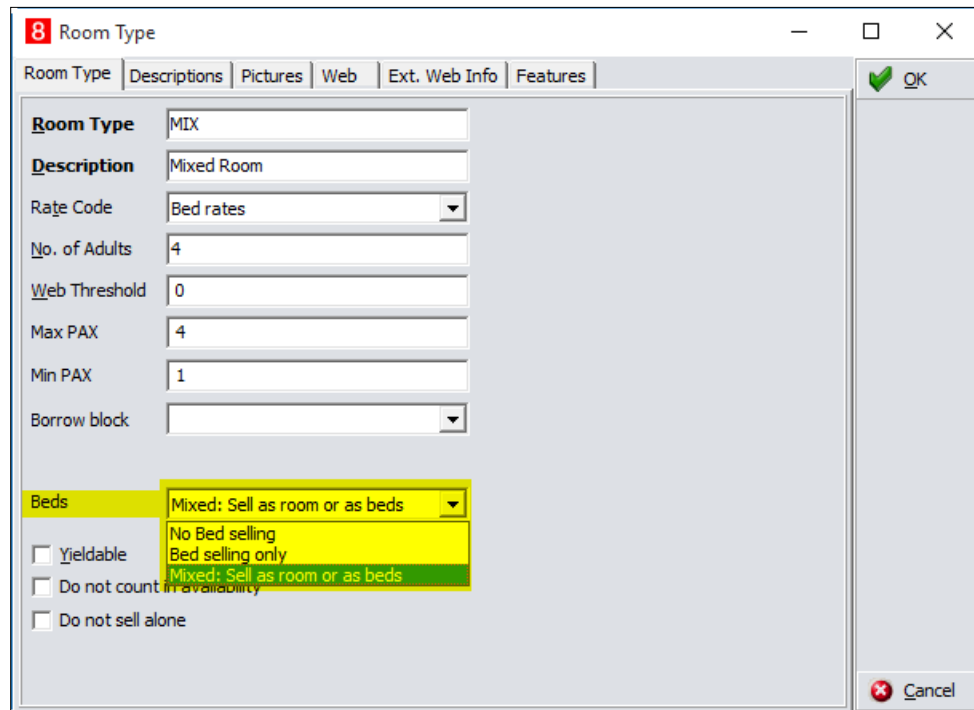 8 Room Type
Room Type Descriptions Pictures Web Ext. Web Info Features
OK
Room Type MIX
Description Mixed Room
Rate Code Bed rates
No. of Adults 4
Web Threshold 0
Max PAX 4
Min PAX 1
Borrow block
Beds Mixed: Sell as room or as beds
No Bed selling
Yieldable Bed selling only
Mixed: Sell as room or as beds
Do not count in availability
Do not sell alone
Cancel